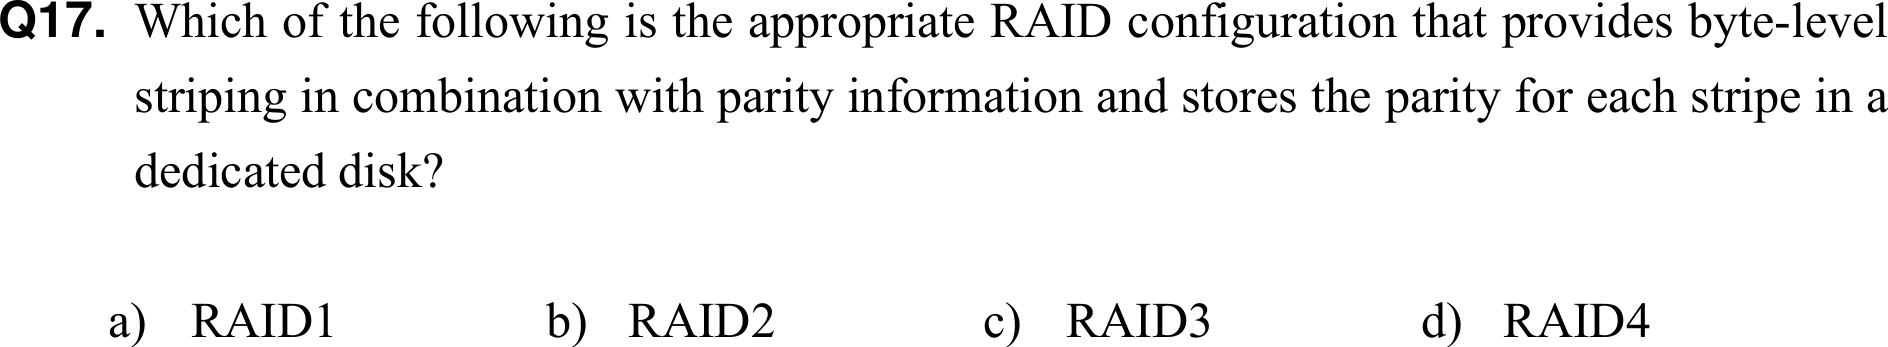 Q17. Which of the following is the appropriate RAID configuration that provides byte-level
striping in combination with parity information and stores the parity for each stripe in a
dedicated disk?
a) RAID1 b) RAID2 c) RAID3 d) RAID4